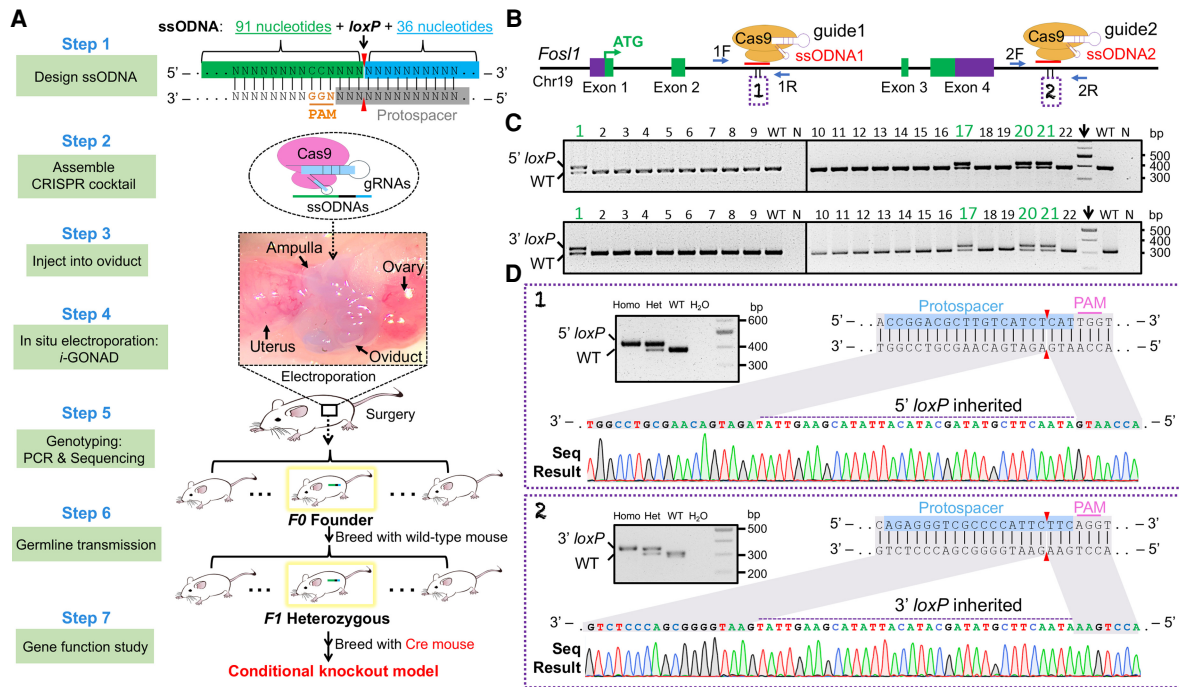 A
ssODNA: 91 nucleotides + loxP + 36 nucleotides
Step 1
Design ssODNA
5' – . ... NNNNNNNNCCNNNNNNNNNNNNNN . . – 3'
3' – . ... NNNNNNNNGGNNNNNNNNNNNNNN . . – 5'
PAM
Protospacer
Step 2
Assemble
CRISPR cocktail
Cas9
gRNAs
ssODNAs
Step 3
Inject into oviduct
Ampulla
Ovary
Uterus
Oviduct
Step 4
In situ electroporation:
i-GONAD
Electroporation
Surgery
Step 5
Genotyping:
PCR & Sequencing
...
...
F0 Founder
Step 6
Germline transmission
Breed with wild-type mouse
...
...
F1 Heterozygous
Step 7
Gene function study
Breed with Cre mouse
Conditional knockout model
B
Fosl1
Chr19
ATG
Exon 1
Exon 2
1F
Cas9
guide1
ssODNA1
1R
1
Exon 3
Exon 4
2F
Cas9
guide2
ssODNA2
2R
2
C
1 2 3 4 5 6 7 8 9 WT N 10 11 12 13 14 15 16 17 18 19 20 21 22 WT N bp
5' loxP
WT
500
400
300
1 2 3 4 5 6 7 8 9 WT N 10 11 12 13 14 15 16 17 18 19 20 21 22 WT N bp
3' loxP
WT
500
400
300
D
1
Homo Het WT H2O bp
5' loxP
WT
600
400
300
Protospacer
PAM
5' – . . ACCGGACGCTTGTCATCTCATTGGT . . – 3'
3' – . . TGGCCTGCGAACAGTAGAGTAACCA . . – 5'
5' loxP inherited
3' – . TGGCCTGCGAACAGTAGATATTGAAGCATATTACATACGATATGCTTCAATAGTAACCA . – 5'
Seq
Result
2
Homo Het WT H2O bp
3' loxP
WT
500
300
200
Protospacer
PAM
5' – . . CAGAGGGTCGCCCCATTCTTCAGGT . . – 3'
3' – . . GTCTCCCAGCGGGGTAAGAAGTCCA . . – 5'
3' loxP inherited
3' – . GTCTCCCAGCGGGGTAAGTATTGAAGCATATTACATACGATATGCTTCAATAAAGTCCA . – 5'
Seq
Result